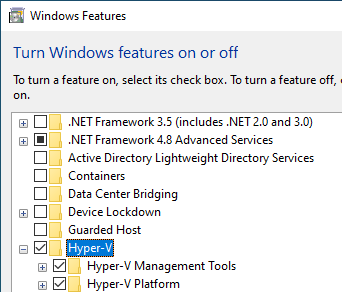 Windows Features
Turn Windows features on or off
To turn a feature on, select its check box. To turn a feature off,
on.
.NET Framework 3.5 (includes .NET 2.0 and 3.0)
.NET Framework 4.8 Advanced Services
Active Directory Lightweight Directory Services
Containers
Data Center Bridging
Device Lockdown
Guarded Host
Hyper-V
Hyper-V Management Tools
Hyper-V Platform